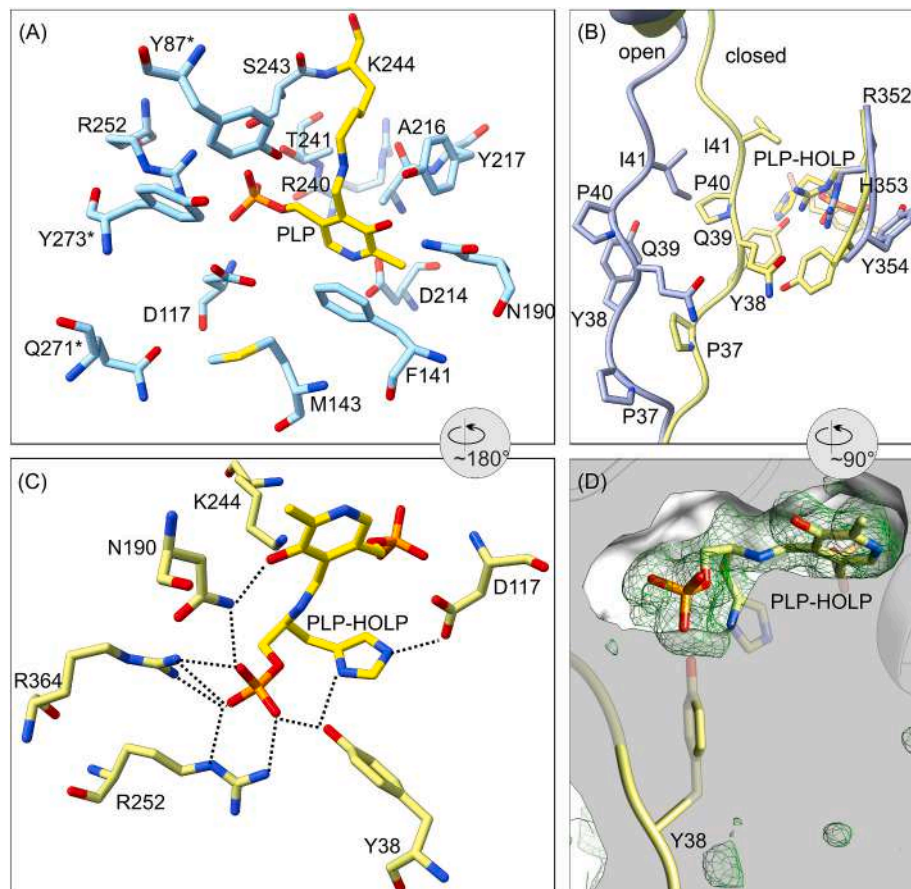 (A)
Y87*
S243
K244
R252
T241
A216
Y217
R240
Y273*
PLP
D117
D214
N190
Q271*
F141
M143
~180°
(B)
open
closed
R352
I41
I41
PLP-HOLP
P40
P40
H353
Q39
Q39
Y354
Y38
Y38
P37
P37
~90°
(C)
K244
N190
D117
PLP-HOLP
R364
R252
Y38
(D)
PLP-HOLP
Y38